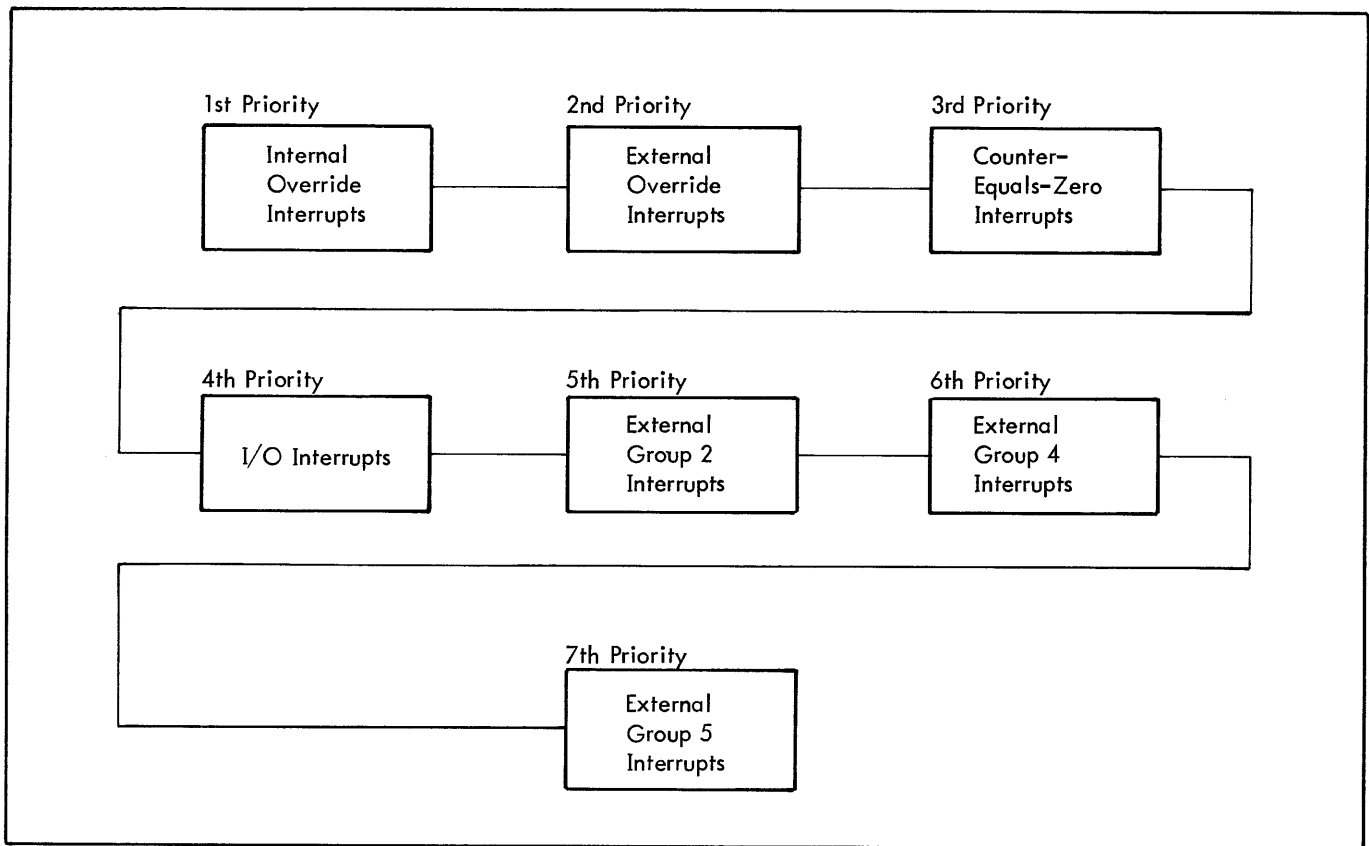 1st Priority
Internal
Override
Interrupts
2nd Priority
External
Override
Interrupts
3rd Priority
Counter-
Equals-Zero
Interrupts
4th Priority
I/O Interrupts
5th Priority
External
Group 2
Interrupts
6th Priority
External
Group 4
Interrupts
7th Priority
External
Group 5
Interrupts